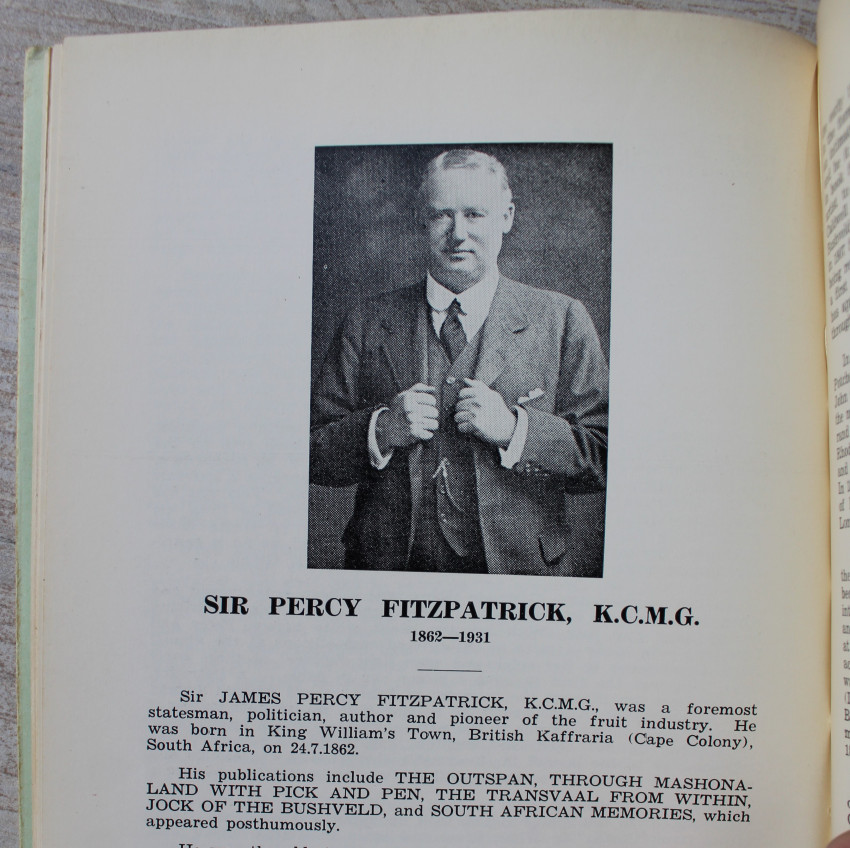 SIR PERCY FITZPATRICK, K.C.M.G.
1862—1931
Sir JAMES PERCY FITZPATRICK, K.C.M.G., was a foremost
statesman, politician, author and pioneer of the fruit industry. He
was born in King William's Town, British Kaffraria (Cape Colony),
South Africa, on 24.7.1862.
His publications include THE OUTSPAN, THROUGH MASHONA-
LAND WITH PICK AND PEN, THE TRANSVAAL FROM WITHIN,
JOCK OF THE BUSHVELD, and SOUTH AFRICAN MEMORIES, which
appeared posthumously.